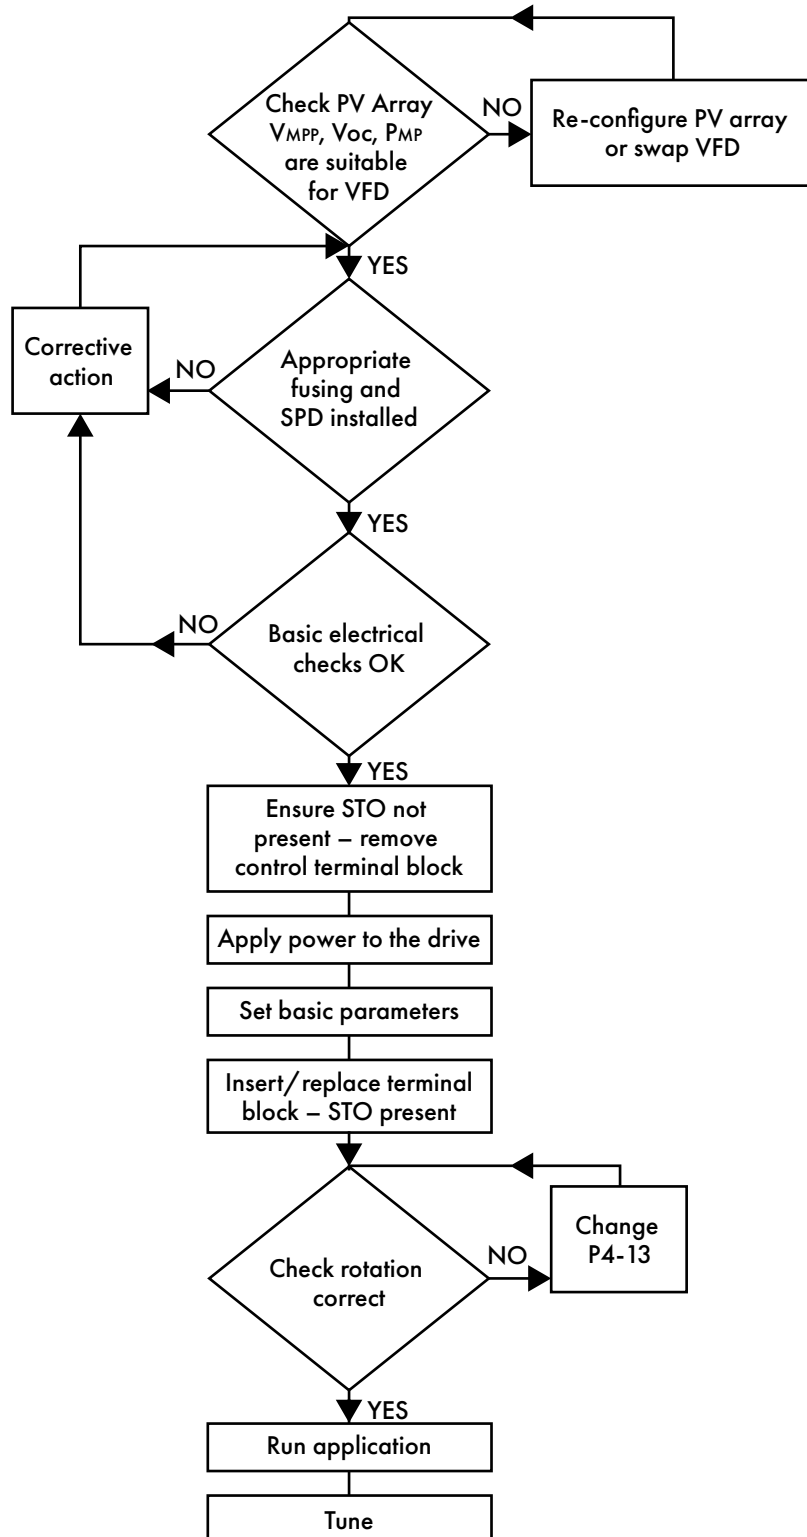 Check PV Array
VMPP, Voc, PMP
are suitable
for VFD
NO
Re-configure PV array
or swap VFD
YES
Corrective
action
NO
Appropriate
fusing and
SPD installed
YES
NO
Basic electrical
checks OK
YES
Ensure STO not
present – remove
control terminal block
Apply power to the drive
Set basic parameters
Insert/replace terminal
block – STO present
Check rotation
correct
NO
Change
P4-13
YES
Run application
Tune